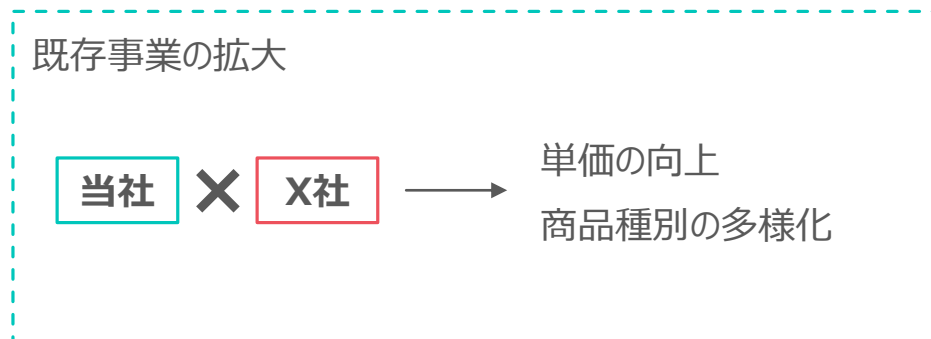 既存事業の拡大
当社 × X社 → 単価の向上
商品種別の多様化